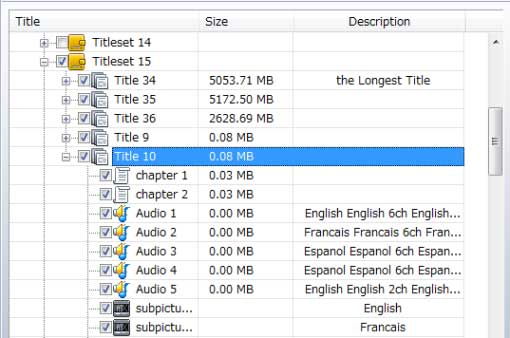 Title Size Description
Titleset 14
Titleset 15
Title 34 5053.71 MB the Longest Title
Title 35 5172.50 MB
Title 36 2628.69 MB
Title 9 0.08 MB
Title 10 0.08 MB
chapter 1 0.03 MB
chapter 2 0.03 MB
Audio 1 0.00 MB English English 6ch English...
Audio 2 0.00 MB Francais Francais 6ch Fran...
Audio 3 0.00 MB Espanol Espanol 6ch Espan...
Audio 4 0.00 MB Espanol Espanol 6ch Espan...
Audio 5 0.00 MB English English 2ch English...
subpictu... English
subpictu... Francais